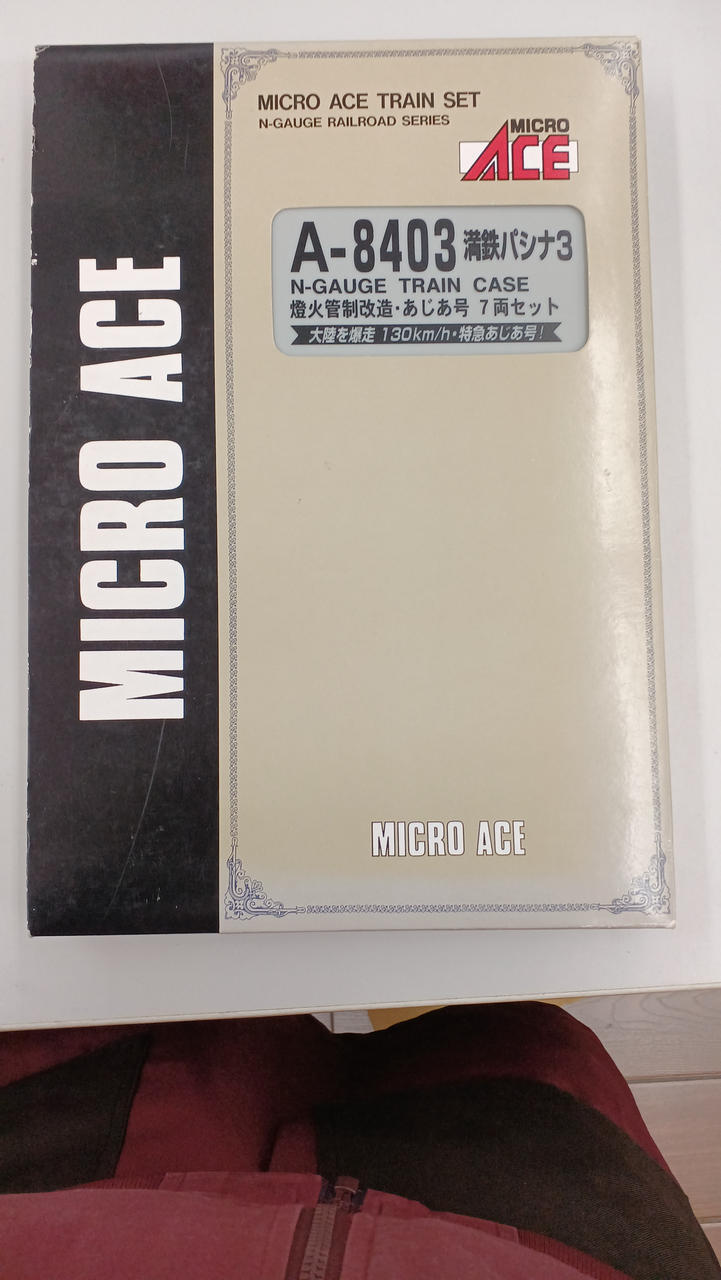 MICRO ACE
MICRO ACE TRAIN SET
N-GAUGE RAILROAD SERIES
MICRO
ACE
A-8403 満鉄パシナ3
N-GAUGE TRAIN CASE
燈火管制改造・あじあ号 7両セット
大陸を爆走 130km/h・特急あじあ号!
MICRO ACE